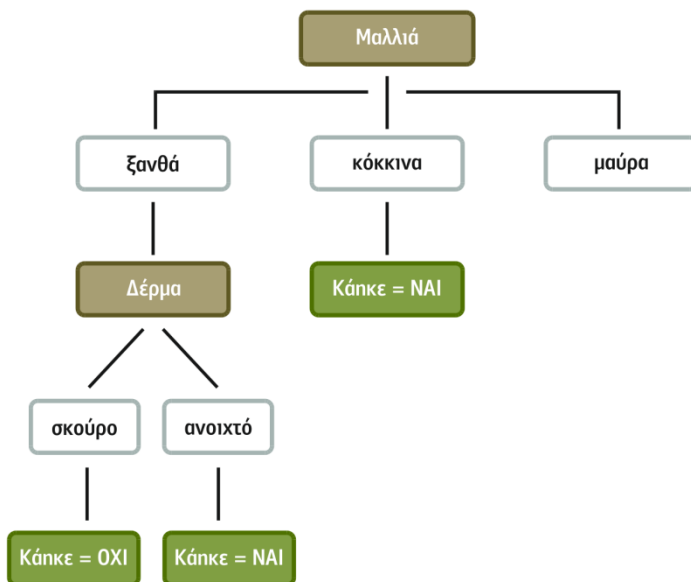 Μαλλιά
ξανθά
κόκκινα
μαύρα
Δέρμα
Κάηκε = ΝΑΙ
σκούρο
ανοιχτό
Κάηκε = ΟΧΙ
Κάηκε = ΝΑΙ